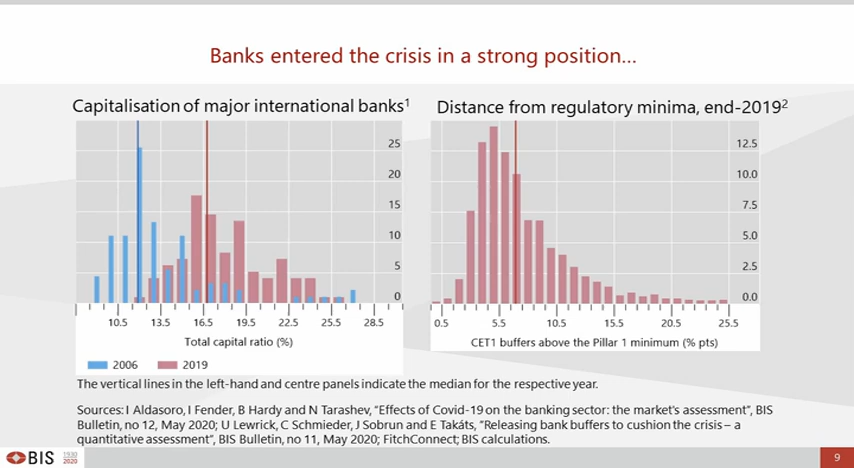 Banks entered the crisis in a strong position...
Capitalisation of major international banks¹
Distance from regulatory minima, end-2019²
25
20
15
10
5
0
10.5 13.5 16.5 19.5 22.5 25.5 28.5
Total capital ratio (%)
2006 2019
12.5
10.0
7.5
5.0
2.5
0.0
0.5 5.5 10.5 15.5 20.5 25.5
CET1 buffers above the Pillar 1 minimum (% pts)
The vertical lines in the left-hand and centre panels indicate the median for the respective year.
Sources: I Aldasoro, I Fender, B Hardy and N Tarashev, "Effects of Covid-19 on the banking sector: the market's assessment", BIS
Bulletin, no 12, May 2020; U Lewrick, C Schmieder, J Sobrun and E Takáts, "Releasing bank buffers to cushion the crisis – a
quantitative assessment", BIS Bulletin, no 11, May 2020; FitchConnect; BIS calculations.
BIS
1930
2020
9